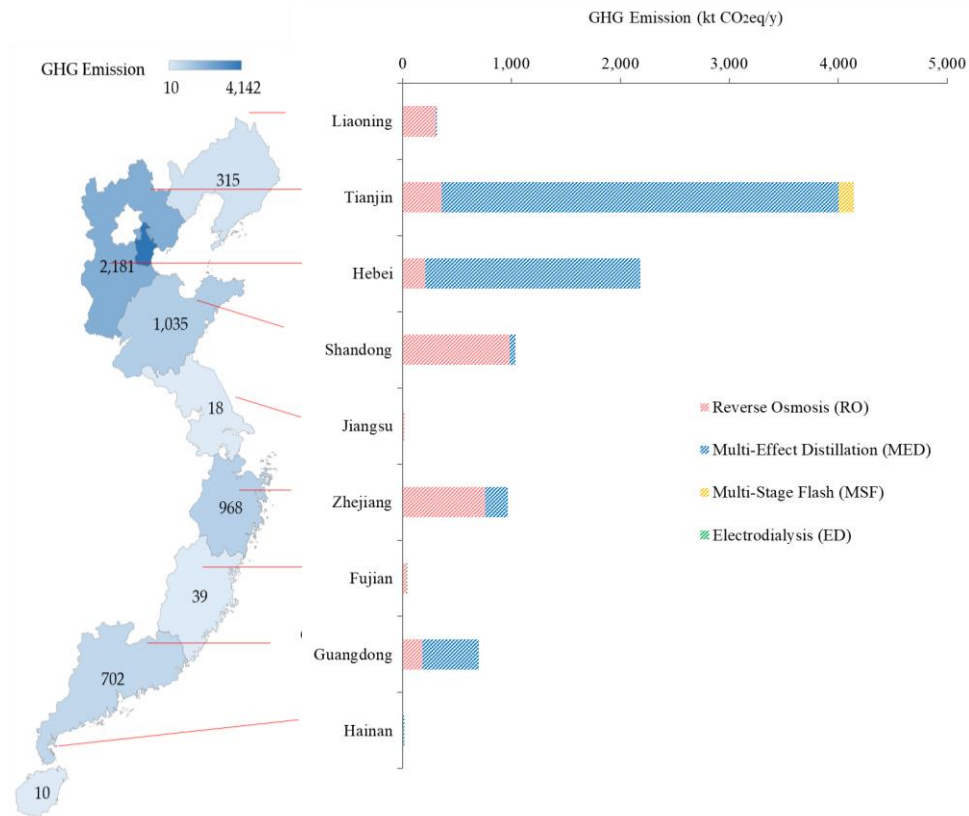 GHG Emission (kt CO2eq/y)
GHG Emission
10 4,142
0 1,000 2,000 3,000 4,000 5,000
315
2,181
1,035
18
968
39
702
10
Liaoning
Tianjin
Hebei
Shandong
Jiangsu
Zhejiang
Fujian
Guangdong
Hainan
Reverse Osmosis (RO)
Multi-Effect Distillation (MED)
Multi-Stage Flash (MSF)
Electrodialysis (ED)